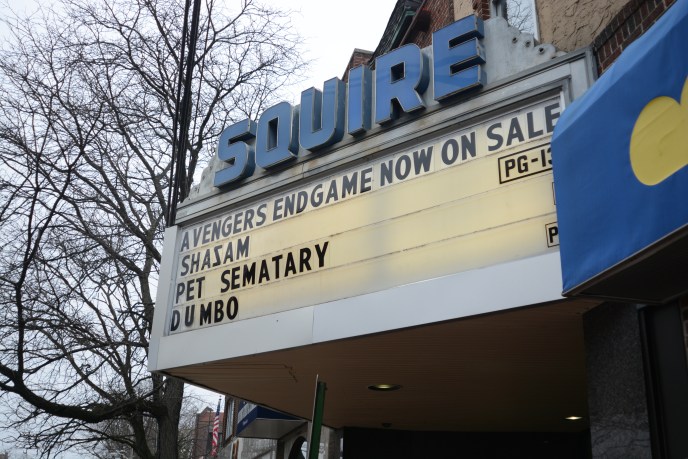 SQUIRE
AVENGERS ENDGAME NOW ON SALE
SHAZAM PG-13
PET SEMATARY
DUMBO